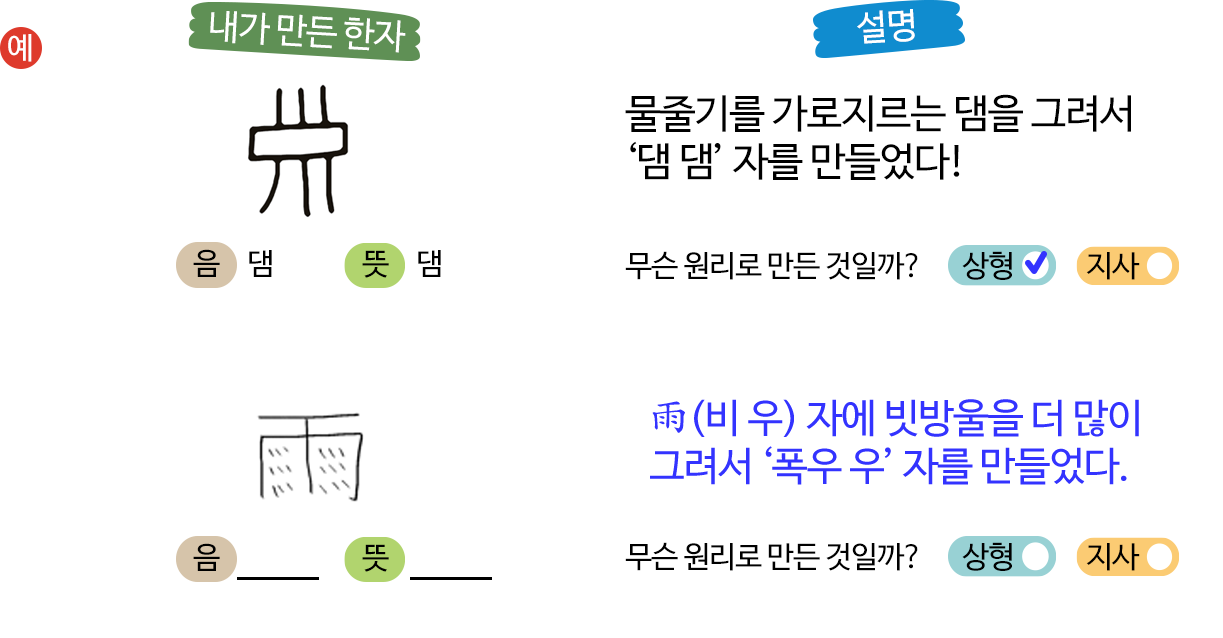 예
내가 만든 한자
설명
물줄기를 가로지르는 댐을 그려서
‘댐 댐’ 자를 만들었다!
음 댐 뜻 댐
무슨 원리로 만든 것일까? 상형 지사
雨(비 우) 자에 빗방울을 더 많이
그려서 ‘폭우 우’ 자를 만들었다.
음 뜻
무슨 원리로 만든 것일까? 상형 지사